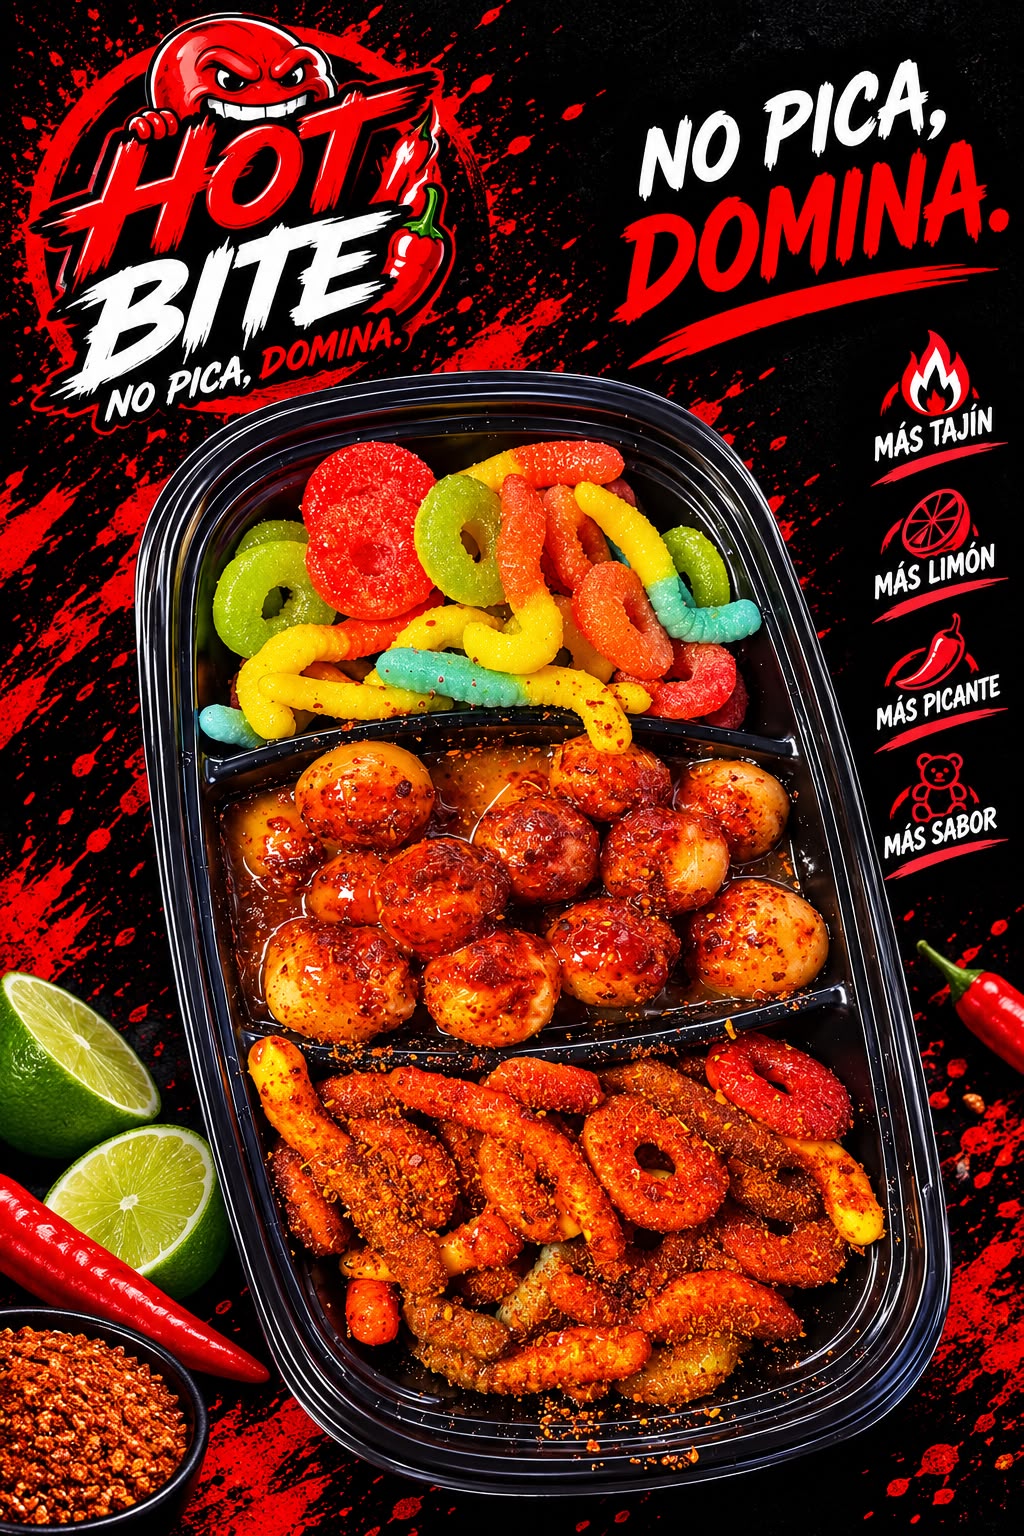 HOT
BITE
NO PICA, DOMINA.
NO PICA,
DOMINA.
MÁS TAJÍN
MÁS LIMÓN
MÁS PICANTE
MÁS SABOR